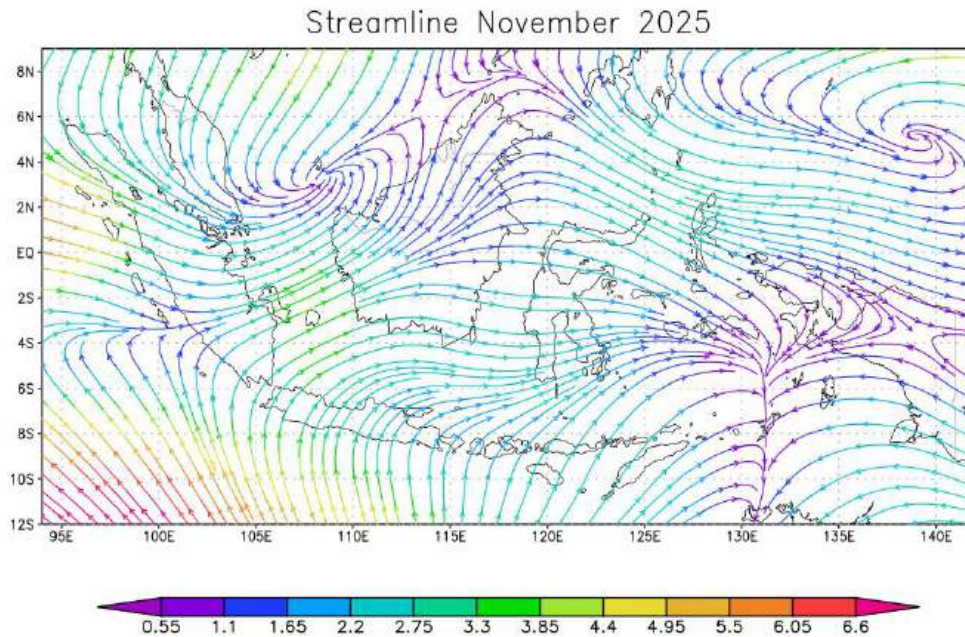 Streamline November 2025
8N
6N
4N
2N
EQ
2S
4S
6S
8S
10S
12S
95E 100E 105E 110E 115E 120E 125E 130E 135E 140E
0.55 1.1 1.65 2.2 2.75 3.3 3.85 4.4 4.95 5.5 6.05 6.6